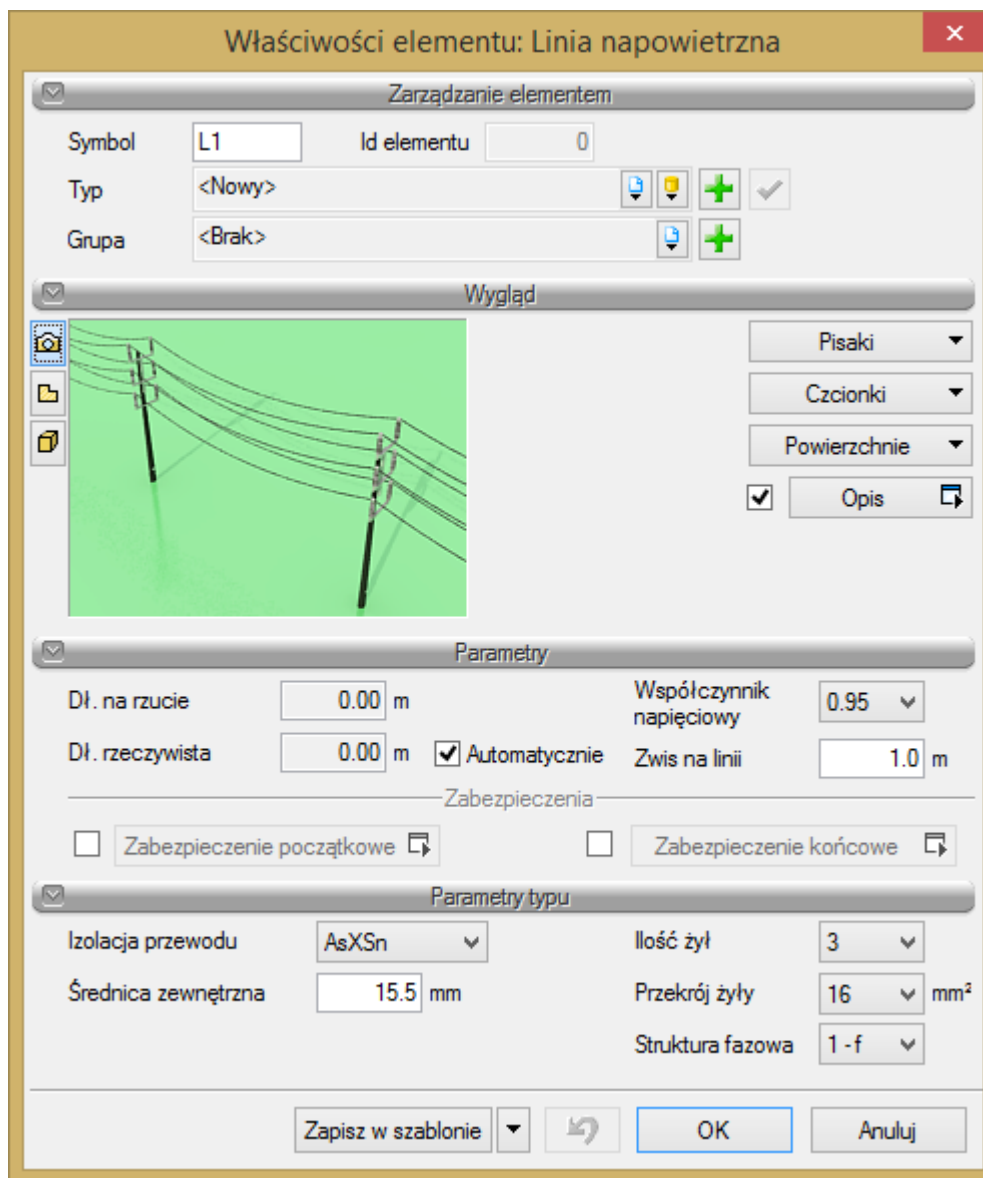 Właściwości elementu: Linia napowietrzna
Zarządzanie elementem
Symbol L1 Id elementu 0
Typ <Nowy>
Grupa <Brak>
Wygląd
Pisaki
Czcionki
Powierzchnie
Opis
Parametry
Dł. na rzucie 0.00 m Współczynnik napięciowy 0.95
Dł. rzeczywista 0.00 m Automatycznie Zwis na linii 1.0 m
Zabezpieczenia
Zabezpieczenie początkowe Zabezpieczenie końcowe
Parametry typu
Izolacja przewodu AsXSn Ilość żył 3
Średnica zewnętrzna 15.5 mm Przekrój żyły 16 mm²
Struktura fazowa 1 - f
Zapisz w szablonie OK Anuluj